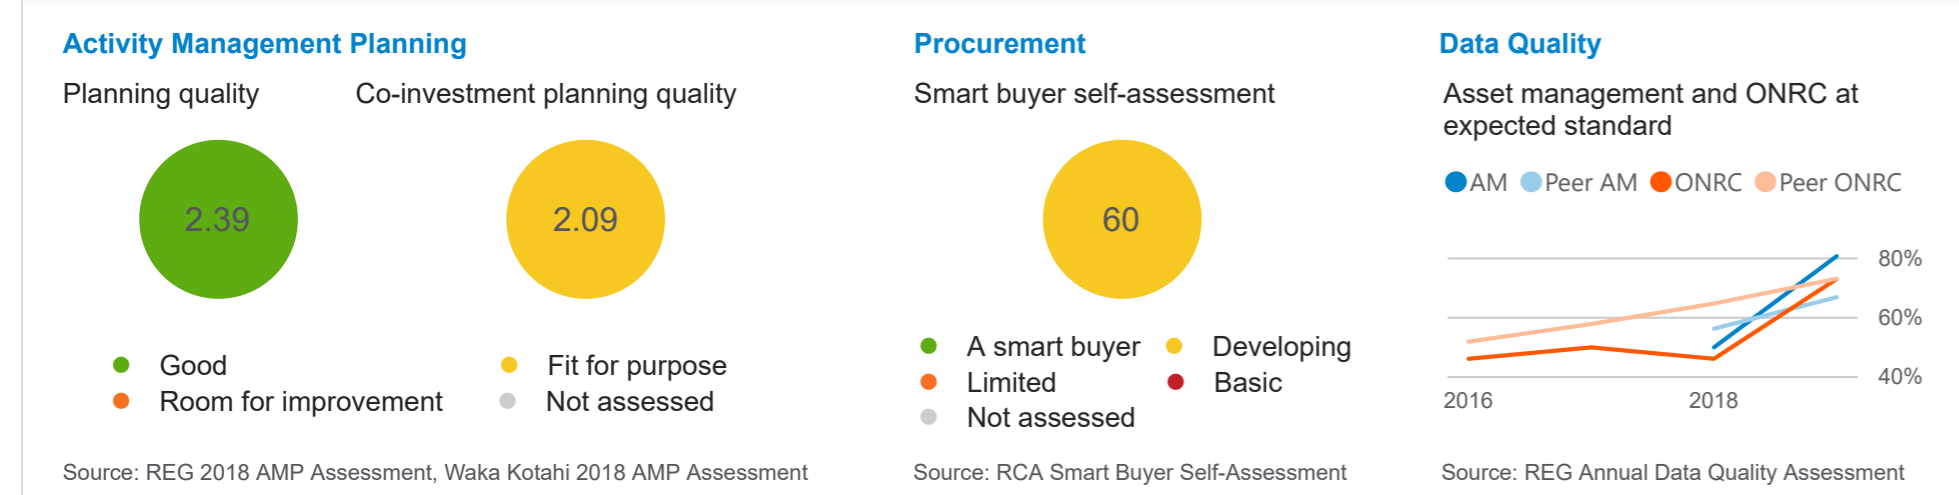 Activity Management Planning
Planning quality
Co-investment planning quality
2.39
2.09
Good
Fit for purpose
Room for improvement
Not assessed
Source: REG 2018 AMP Assessment, Waka Kotahi 2018 AMP Assessment
Procurement
Smart buyer self-assessment
60
A smart buyer
Developing
Limited
Basic
Not assessed
Source: RCA Smart Buyer Self-Assessment
Data Quality
Asset management and ONRC at
expected standard
AM Peer AM ONRC Peer ONRC
80%
60%
40%
2016 2018
Source: REG Annual Data Quality Assessment